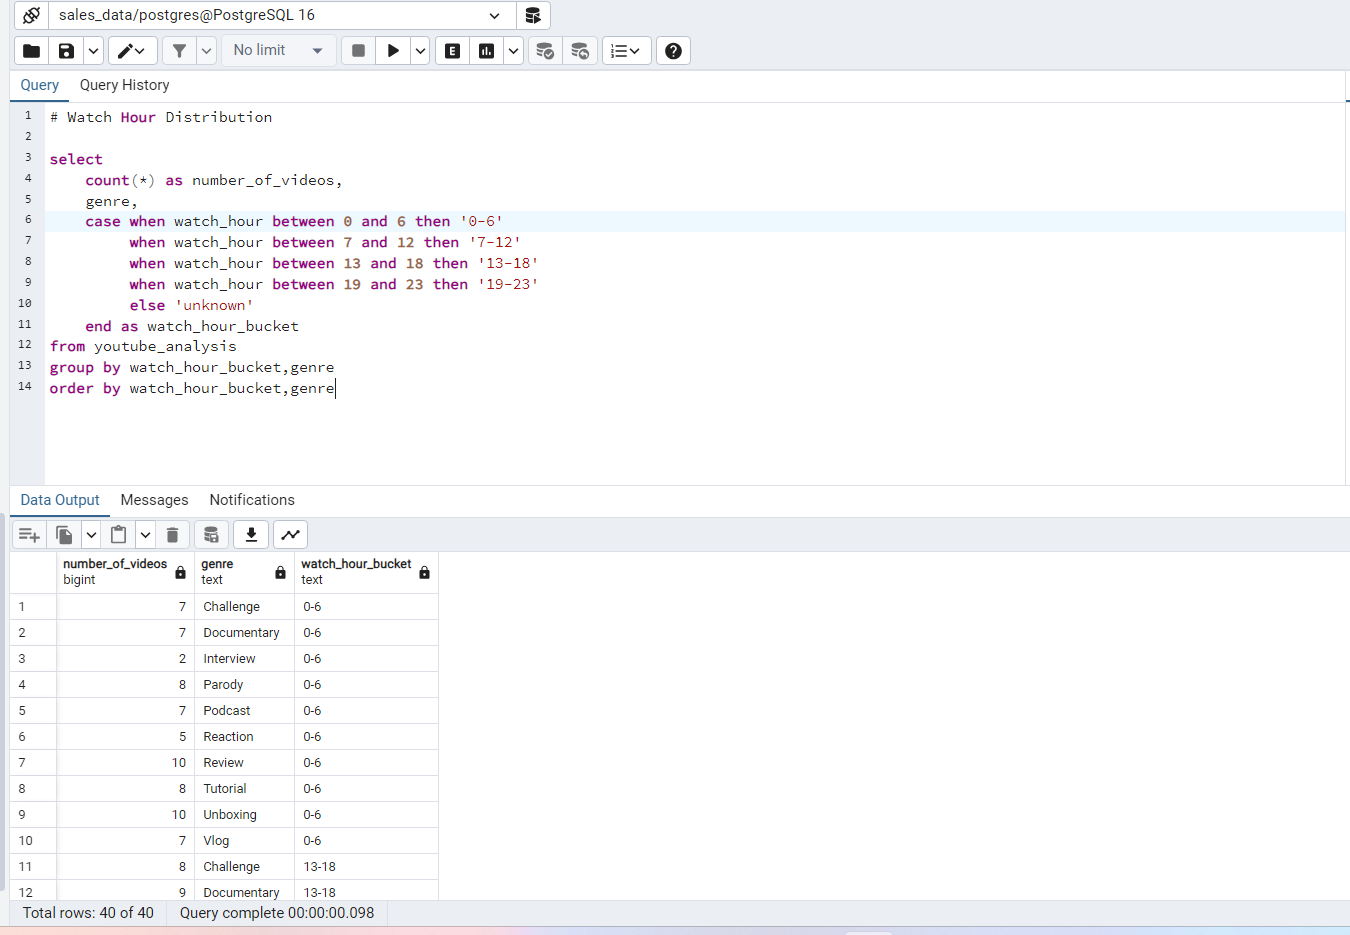 sales_data/postgres@PostgreSQL 16
No limit
E
Query Query History
1 # Watch Hour Distribution
2
3 select
4 count(*) as number_of_videos,
5 genre,
6 case when watch_hour between 0 and 6 then '0-6'
7 when watch_hour between 7 and 12 then '7-12'
8 when watch_hour between 13 and 18 then '13-18'
9 when watch_hour between 19 and 23 then '19-23'
10 else 'unknown'
11 end as watch_hour_bucket
12 from youtube_analysis
13 group by watch_hour_bucket,genre
14 order by watch_hour_bucket,genre
Data Output Messages Notifications
number_of_videos genre watch_hour_bucket
bigint text text
1 7 Challenge 0-6
2 7 Documentary 0-6
3 2 Interview 0-6
4 8 Parody 0-6
5 7 Podcast 0-6
6 5 Reaction 0-6
7 10 Review 0-6
8 8 Tutorial 0-6
9 10 Unboxing 0-6
10 7 Vlog 0-6
11 8 Challenge 13-18
12 9 Documentary 13-18
Total rows: 40 of 40 Query complete 00:00:00.098